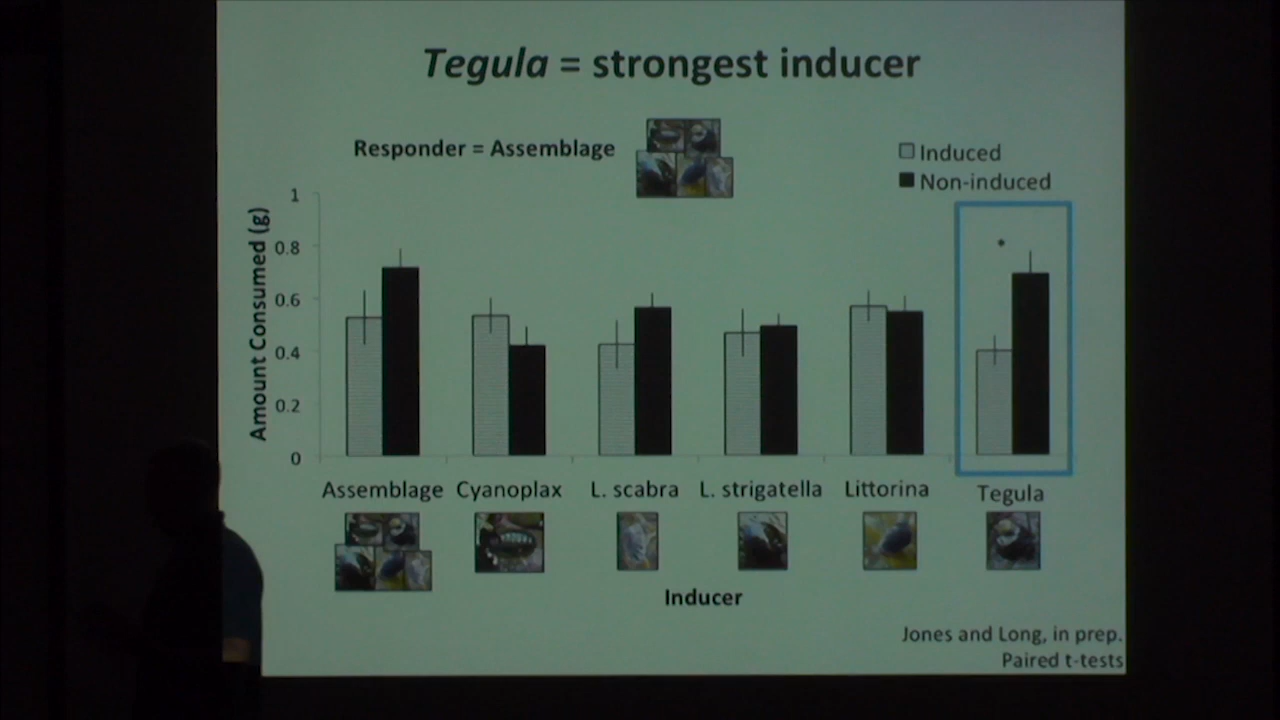 Tegula = strongest inducer
Responder = Assemblage
Induced
Non-induced
Amount Consumed (g)
1
0.8
0.6
0.4
0.2
0
*
Assemblage Cyanoplax L. scabra L. strigatella Littorina Tegula
Inducer
Jones and Long, in prep.
Paired t-tests